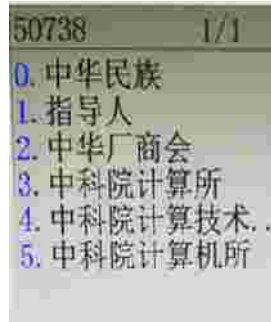 50738 1/1
0.中华民族
1.指导人
2.中华厂商会
3.中科院计算所
4.中科院计算技术..
5.中科院计算机所